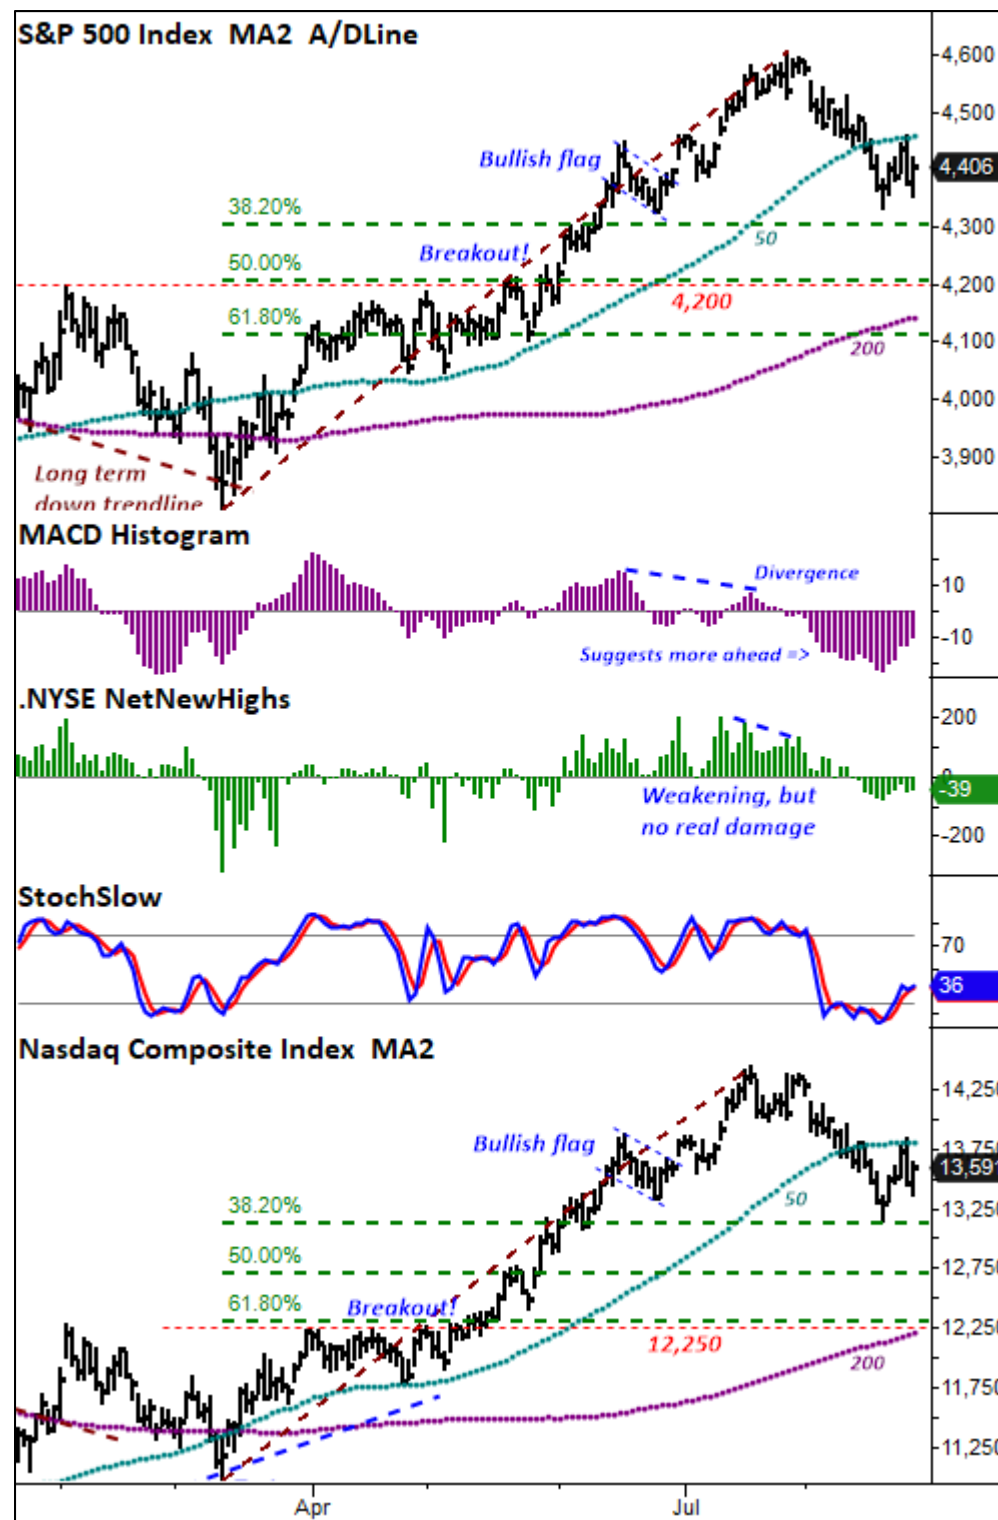 S&P 500 Index MA2 A/DLine
4,600
4,500
Bullish flag
4,406
38.20%
4,300
50
Breakout!
50.00%
4,200
4,200
61.80%
4,100
200
4,000
3,900
Long term
down trendline
MACD Histogram
Divergence
10
-10
Suggests more ahead =>
.NYSE NetNewHighs
200
0
-39
Weakening, but
no real damage
-200
StochSlow
70
36
Nasdaq Composite Index MA2
14,250
Bullish flag
13,750
13,591
50
38.20%
13,250
50.00%
12,750
61.80%
Breakout!
12,250
12,250
200
11,750
11,250
Apr
Jul